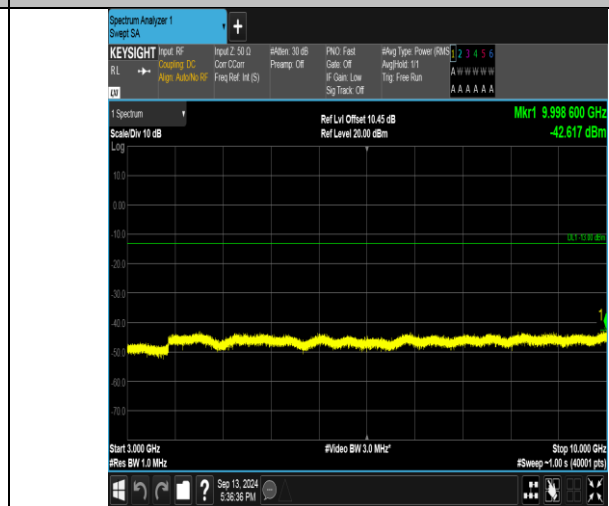 Spectrum Analyzer 1
Swept SA
+
KEYSIGHT
RL
Input: RF
Coupling: DC
Align: Auto/No RF
Input Z: 50 Ω
Corr CCorr
Freq Ref: Int (S)
#Atten: 30 dB
Preamp: Off
PNO: Fast
Gate: Off
IF Gain: Low
Sig Track: Off
#Avg Type: Power (RMS
Avg|Hold: 1/1
Trig: Free Run
1 2 3 4 5 6
A W W W W W
A A A A A A
1 Spectrum
Scale/Div 10 dB
Log
Ref Lvl Offset 10.45 dB
Ref Level 20.00 dBm
Mkr1 9.998 600 GHz
-42.617 dBm
10.0
0.00
-10.0
DL1 -13.00 dBm
-20.0
-30.0
-40.0
1
-50.0
-60.0
-70.0
Start 3.000 GHz
#Res BW 1.0 MHz
#Video BW 3.0 MHz*
Stop 10.000 GHz
#Sweep ~1.00 s (40001 pts)
?
Sep 13, 2024
5:36:36 PM